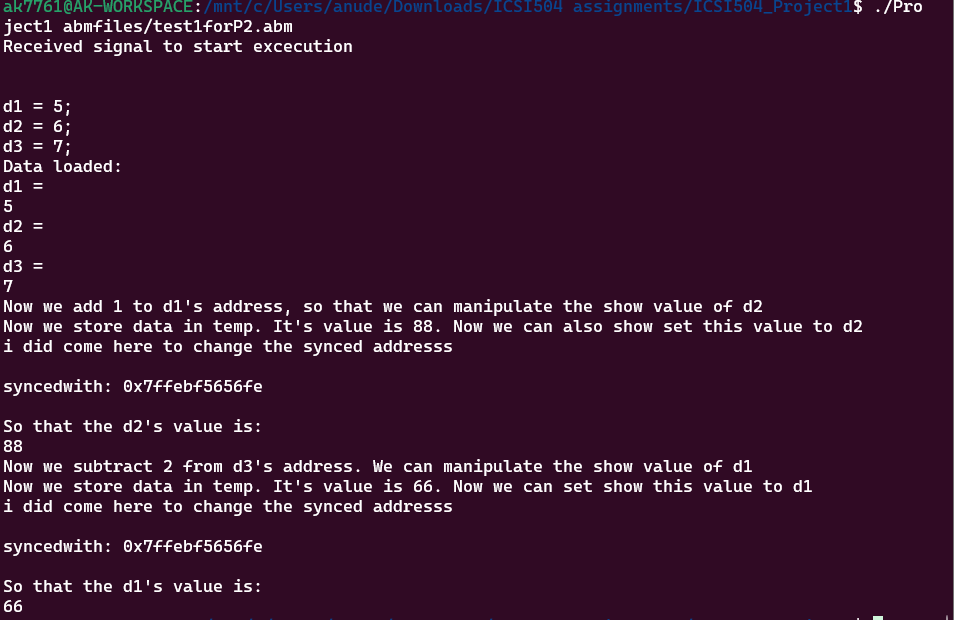 ak7761@AK-WORKSPACE:/mnt/c/Users/anude/Downloads/ICSI504 assignments/ICSI504_Project1$ ./Pro
ject1 abmfiles/test1forP2.abm
Received signal to start excecution
d1 = 5;
d2 = 6;
d3 = 7;
Data loaded:
d1 =
5
d2 =
6
d3 =
7
Now we add 1 to d1's address, so that we can manipulate the show value of d2
Now we store data in temp. It's value is 88. Now we can also show set this value to d2
i did come here to change the synced addresss
syncedwith: 0x7ffebf5656fe
So that the d2's value is:
88
Now we subtract 2 from d3's address. We can manipulate the show value of d1
Now we store data in temp. It's value is 66. Now we can set show this value to d1
i did come here to change the synced addresss
syncedwith: 0x7ffebf5656fe
So that the d1's value is:
66